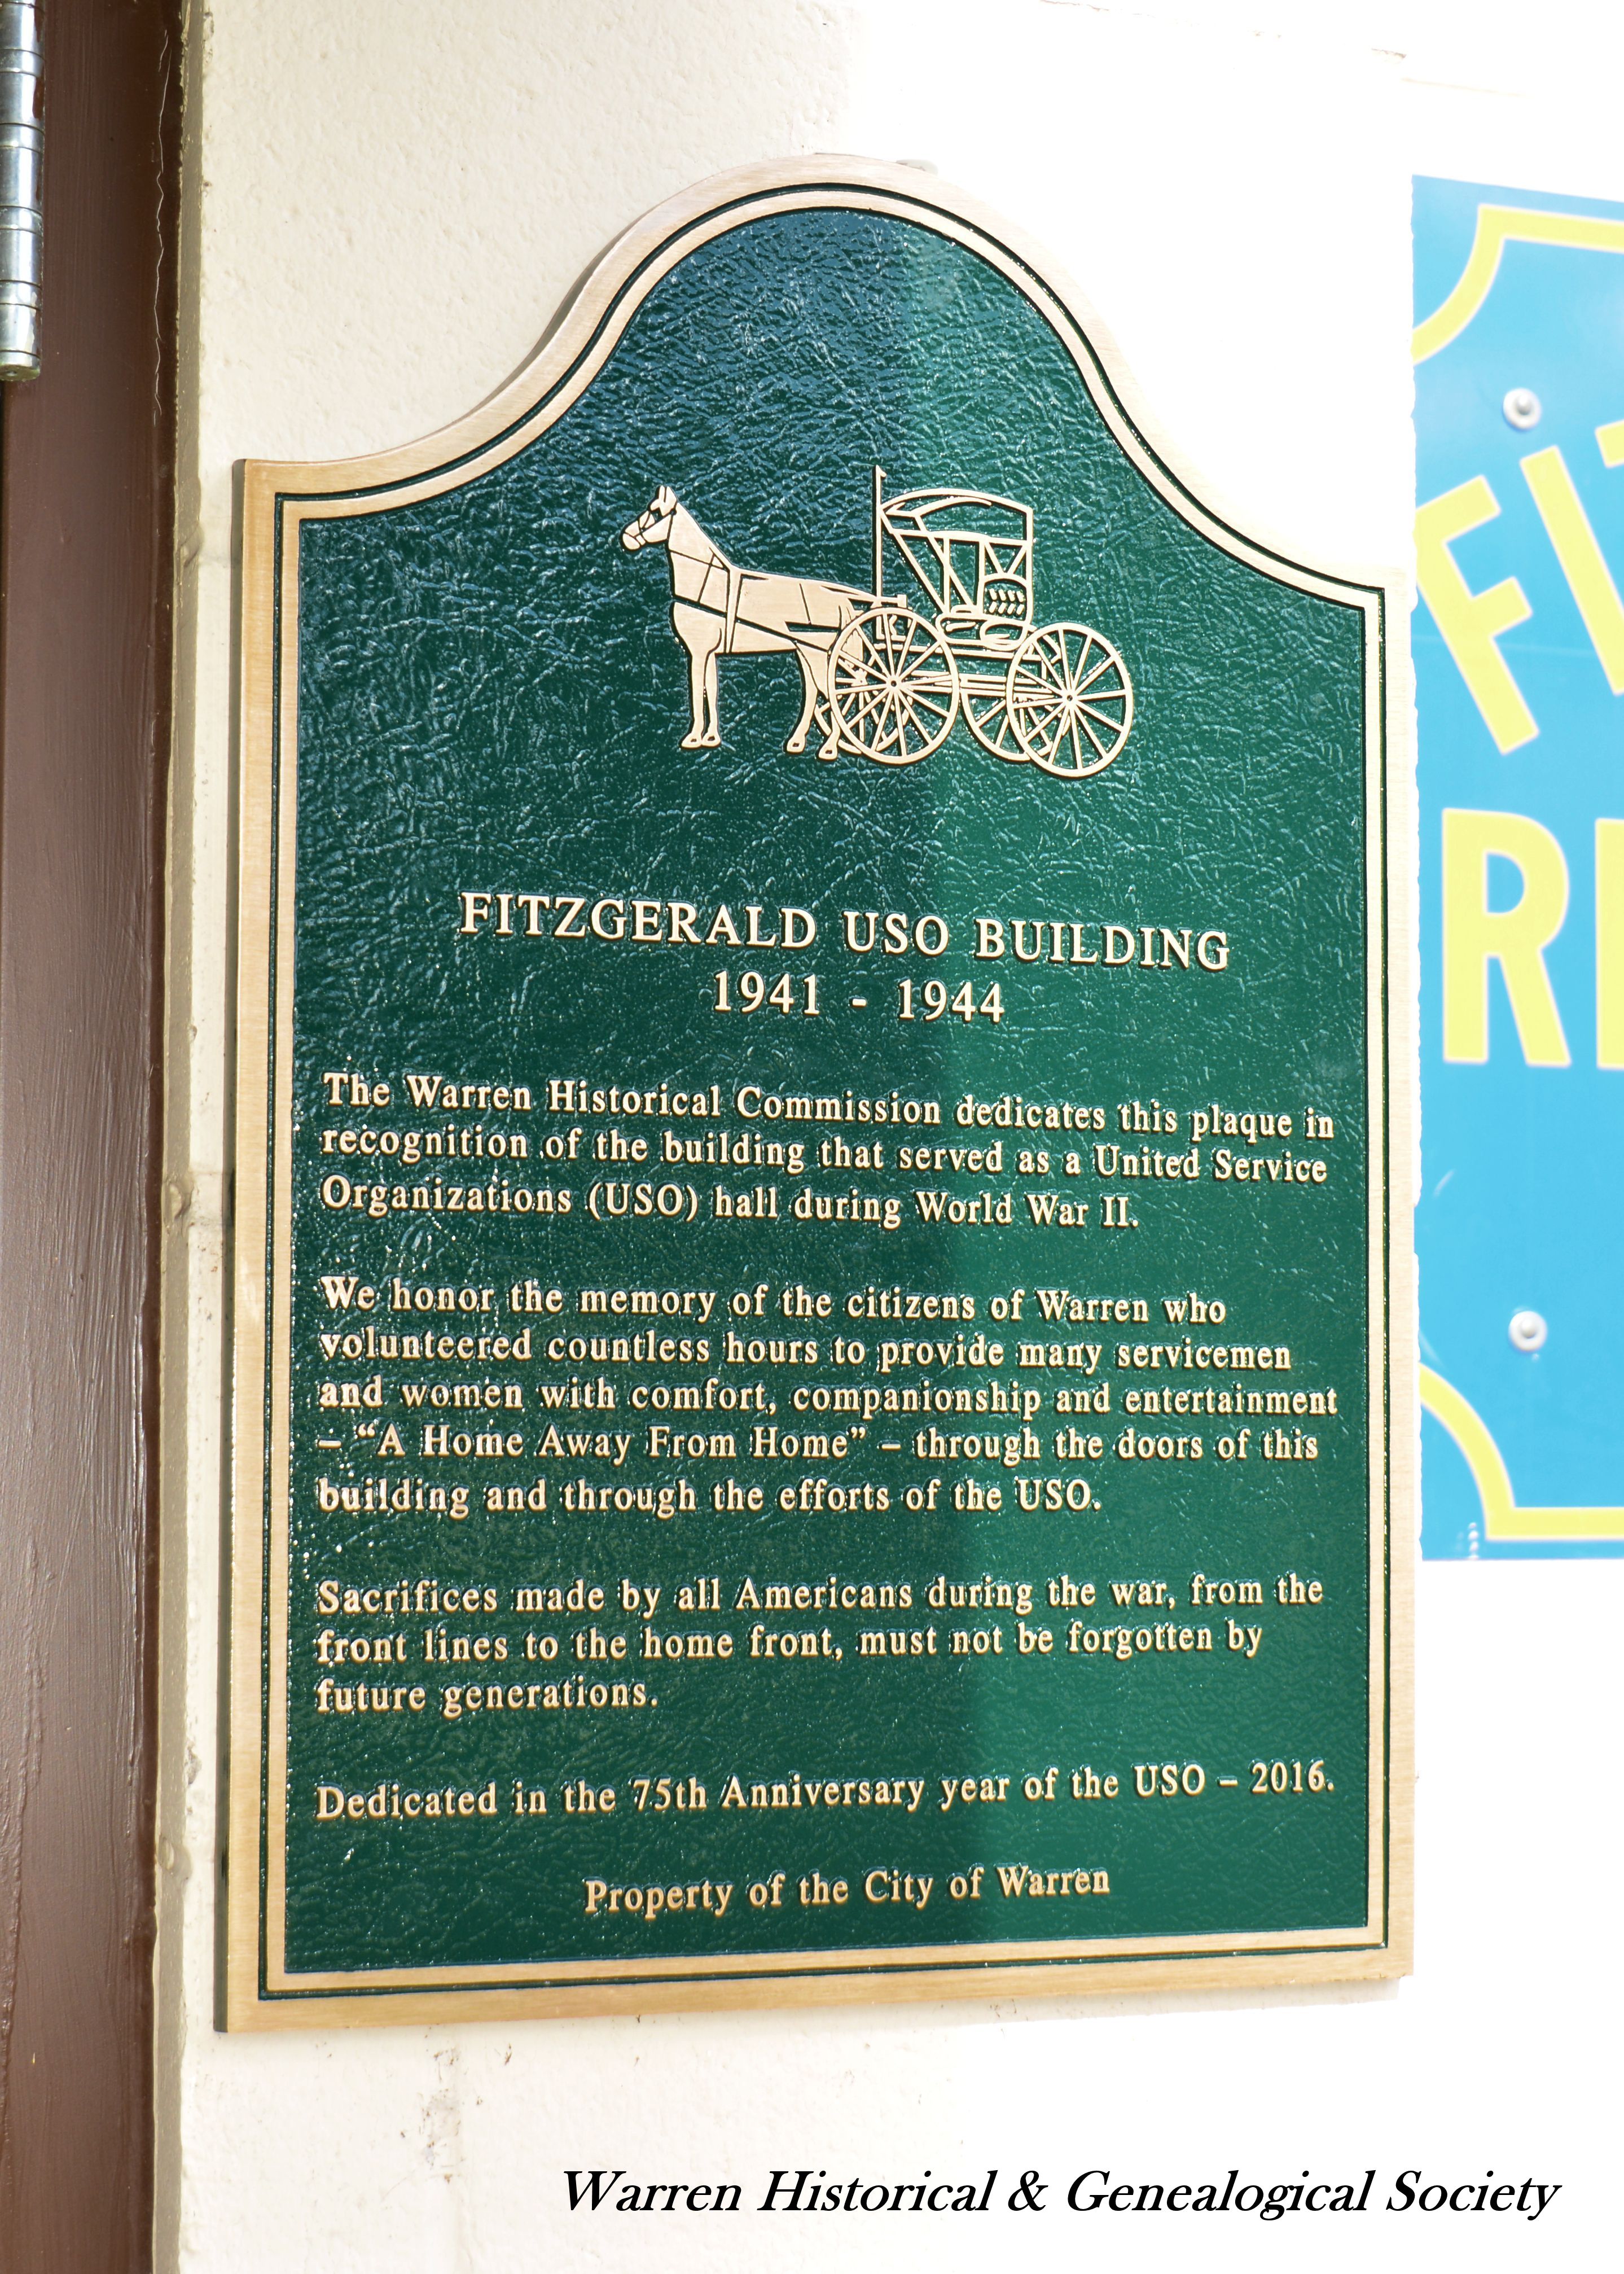 FITZGERALD USO BUILDING
1941 - 1944
The Warren Historical Commission dedicates this plaque in
recognition of the building that served as a United Service
Organizations (USO) hall during World War II.
We honor the memory of the citizens of Warren who
volunteered countless hours to provide many servicemen
and women with comfort, companionship and entertainment
– “A Home Away From Home” – through the doors of this
building and through the efforts of the USO.
Sacrifices made by all Americans during the war, from the
front lines to the home front, must not be forgotten by
future generations.
Dedicated in the 75th Anniversary year of the USO – 2016.
Property of the City of Warren
Warren Historical & Genealogical Society